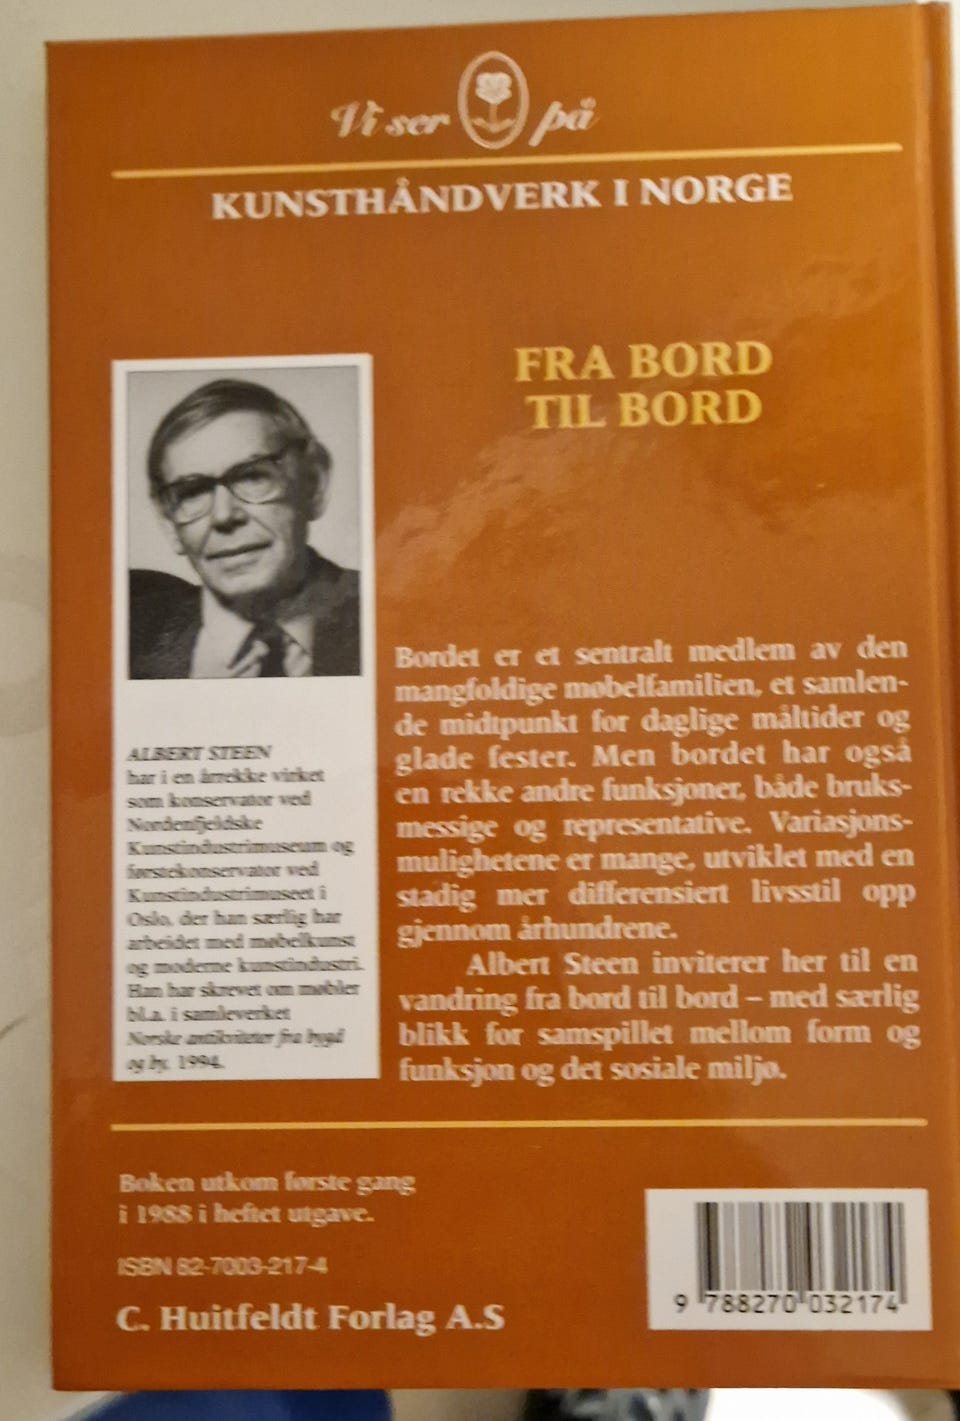 Vi ser på
KUNSTHÅNDVERK I NORGE
FRA BORD
TIL BORD
ALBERT STEEN
har i en årrekke virket
som konservator ved
Nordenfjeldske
Kunstindustrimuseum og
førstekonservator ved
Kunstindustrimuseet i
Oslo, der han særlig har
arbeidet med møbelkunst
og moderne kunstindustri.
Han har skrevet om møbler
bl.a. i samleverket
Norske antikviteter fra bygd
og by, 1994.
Bordet er et sentralt medlem av den
mangfoldige møbelfamilien, et samlen-
de midtpunkt for daglige måltider og
glade fester. Men bordet har også
en rekke andre funksjoner, både bruks-
messige og representative. Variasjons-
mulighetene er mange, utviklet med en
stadig mer differensiert livsstil opp
gjennom århundrene.
Albert Steen inviterer her til en
vandring fra bord til bord – med særlig
blikk for samspillet mellom form og
funksjon og det sosiale miljø.
Boken utkom første gang
i 1988 i heftet utgave.
ISBN 82-7003-217-4
C. Huitfeldt Forlag A.S
9 788270 032174